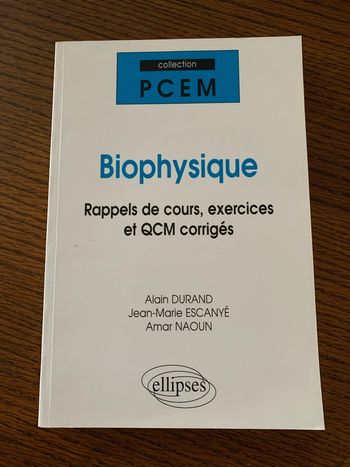 collection
PCEM
Biophysique
Rappels de cours, exercices
et QCM corrigés
Alain DURAND
Jean-Marie ESCANYÉ
Amar NAOUN
ellipses